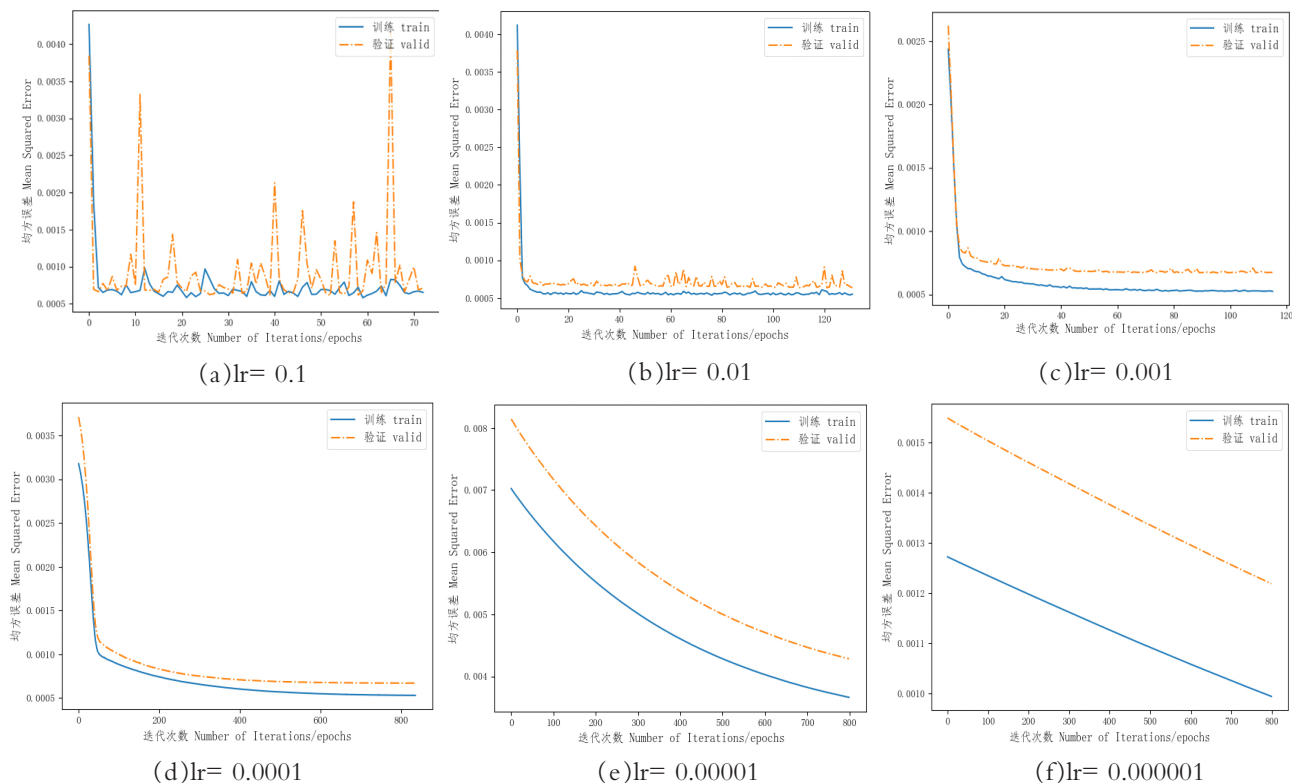 训练 train
验证 valid
均方误差 Mean Squared Error
0.0040
0.0035
0.0030
0.0025
0.0020
0.0015
0.0010
0.0005
0 10 20 30 40 50 60 70
迭代次数 Number of Iterations/epochs
(a)lr= 0.1
训练 train
验证 valid
均方误差 Mean Squared Error
0.0040
0.0035
0.0030
0.0025
0.0020
0.0015
0.0010
0.0005
0 20 40 60 80 100 120
迭代次数 Number of Iterations/epochs
(b)lr= 0.01
训练 train
验证 valid
均方误差 Mean Squared Error
0.0025
0.0020
0.0015
0.0010
0.0005
0 20 40 60 80 100 120
迭代次数 Number of Iterations/epochs
(c)lr= 0.001
训练 train
验证 valid
均方误差 Mean Squared Error
0.0035
0.0030
0.0025
0.0020
0.0015
0.0010
0.0005
0 200 400 600 800
迭代次数 Number of Iterations/epochs
(d)lr= 0.0001
训练 train
验证 valid
均方误差 Mean Squared Error
0.008
0.007
0.006
0.005
0.004
0 100 200 300 400 500 600 700 800
迭代次数 Number of Iterations/epochs
(e)lr= 0.00001
训练 train
验证 valid
均方误差 Mean Squared Error
0.0015
0.0014
0.0013
0.0012
0.0011
0.0010
0 100 200 300 400 500 600 700 800
迭代次数 Number of Iterations/epochs
(f)lr= 0.000001